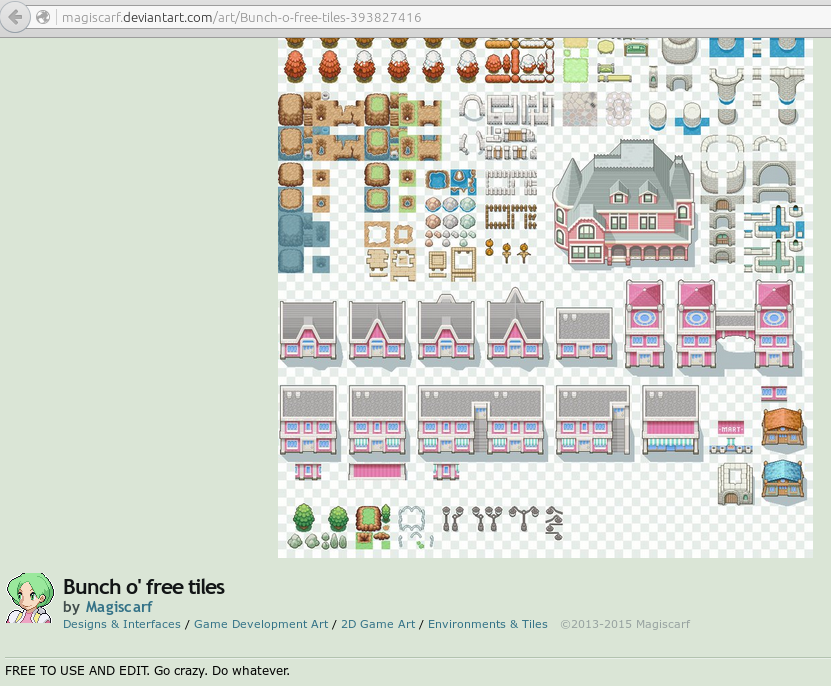 magiscarf.deviantart.com/art/Bunch-o-free-tiles-393827416
-MART-
Bunch o' free tiles
by Magiscarf
Designs & Interfaces / Game Development Art / 2D Game Art / Environments & Tiles ©2013-2015 Magiscarf
FREE TO USE AND EDIT. Go crazy. Do whatever.